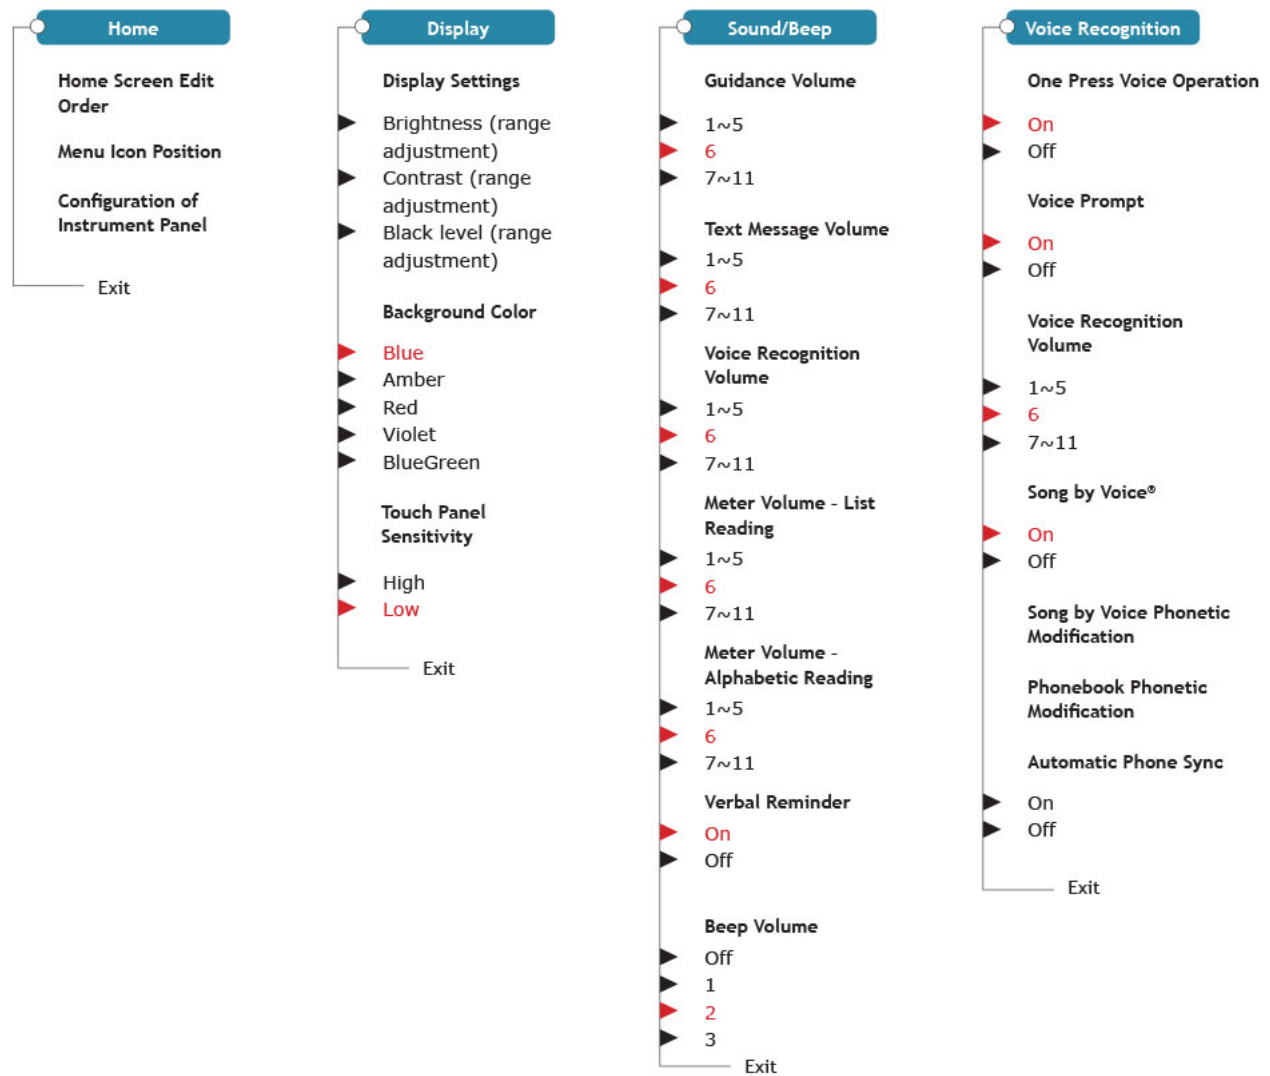 Home
Home Screen Edit
Order
Menu Icon Position
Configuration of
Instrument Panel
Exit
Display
Display Settings
Brightness (range
adjustment)
Contrast (range
adjustment)
Black level (range
adjustment)
Background Color
Blue
Amber
Red
Violet
BlueGreen
Touch Panel
Sensitivity
High
Low
Exit
Sound/Beep
Guidance Volume
1~5
6
7~11
Text Message Volume
1~5
6
7~11
Voice Recognition
Volume
1~5
6
7~11
Meter Volume - List
Reading
1~5
6
7~11
Meter Volume -
Alphabetic Reading
1~5
6
7~11
Verbal Reminder
On
Off
Beep Volume
Off
1
2
3
Exit
Voice Recognition
One Press Voice Operation
On
Off
Voice Prompt
On
Off
Voice Recognition
Volume
1~5
6
7~11
Song by Voice®
On
Off
Song by Voice Phonetic
Modification
Phonebook Phonetic
Modification
Automatic Phone Sync
On
Off
Exit